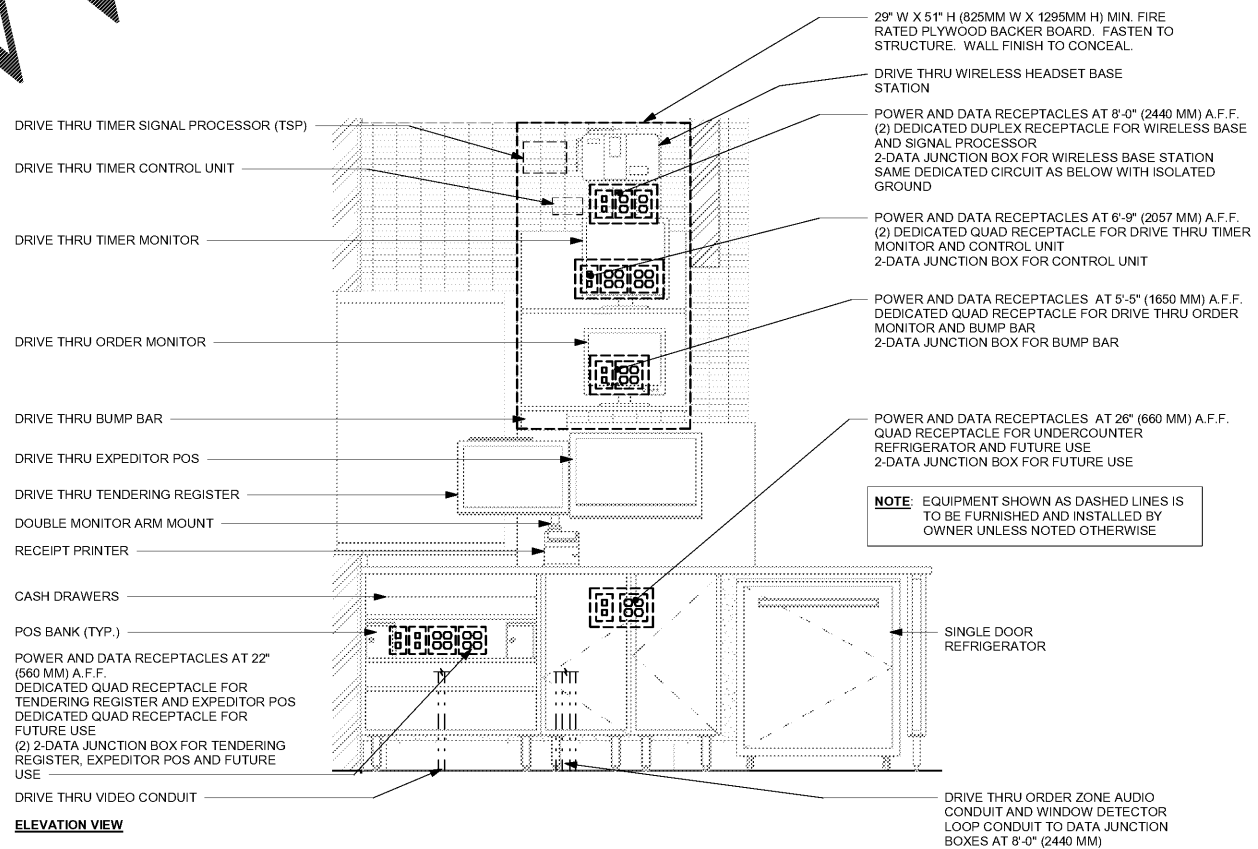 29" W X 51" H (825MM W X 1295MM H) MIN. FIRE
RATED PLYWOOD BACKER BOARD. FASTEN TO
STRUCTURE. WALL FINISH TO CONCEAL.
DRIVE THRU WIRELESS HEADSET BASE
STATION
POWER AND DATA RECEPTACLES AT 8'-0" (2440 MM) A.F.F.
(2) DEDICATED DUPLEX RECEPTACLE FOR WIRELESS BASE
AND SIGNAL PROCESSOR
2-DATA JUNCTION BOX FOR WIRELESS BASE STATION
SAME DEDICATED CIRCUIT AS BELOW WITH ISOLATED
GROUND
POWER AND DATA RECEPTACLES AT 6'-9" (2057 MM) A.F.F.
(2) DEDICATED QUAD RECEPTACLE FOR DRIVE THRU TIMER
MONITOR AND CONTROL UNIT
2-DATA JUNCTION BOX FOR CONTROL UNIT
POWER AND DATA RECEPTACLES AT 5'-5" (1650 MM) A.F.F.
DEDICATED QUAD RECEPTACLE FOR DRIVE THRU ORDER
MONITOR AND BUMP BAR
2-DATA JUNCTION BOX FOR BUMP BAR
POWER AND DATA RECEPTACLES AT 26" (660 MM) A.F.F.
QUAD RECEPTACLE FOR UNDERCOUNTER
REFRIGERATOR AND FUTURE USE
2-DATA JUNCTION BOX FOR FUTURE USE
NOTE: EQUIPMENT SHOWN AS DASHED LINES IS
TO BE FURNISHED AND INSTALLED BY
OWNER UNLESS NOTED OTHERWISE
SINGLE DOOR
REFRIGERATOR
DRIVE THRU ORDER ZONE AUDIO
CONDUIT AND WINDOW DETECTOR
LOOP CONDUIT TO DATA JUNCTION
BOXES AT 8'-0" (2440 MM)
DRIVE THRU TIMER SIGNAL PROCESSOR (TSP)
DRIVE THRU TIMER CONTROL UNIT
DRIVE THRU TIMER MONITOR
DRIVE THRU ORDER MONITOR
DRIVE THRU BUMP BAR
DRIVE THRU EXPEDITOR POS
DRIVE THRU TENDERING REGISTER
DOUBLE MONITOR ARM MOUNT
RECEIPT PRINTER
CASH DRAWERS
POS BANK (TYP.)
POWER AND DATA RECEPTACLES AT 22"
(560 MM) A.F.F.
DEDICATED QUAD RECEPTACLE FOR
TENDERING REGISTER AND EXPEDITOR POS
DEDICATED QUAD RECEPTACLE FOR
FUTURE USE
(2) 2-DATA JUNCTION BOX FOR TENDERING
REGISTER, EXPEDITOR POS AND FUTURE
USE
DRIVE THRU VIDEO CONDUIT
ELEVATION VIEW